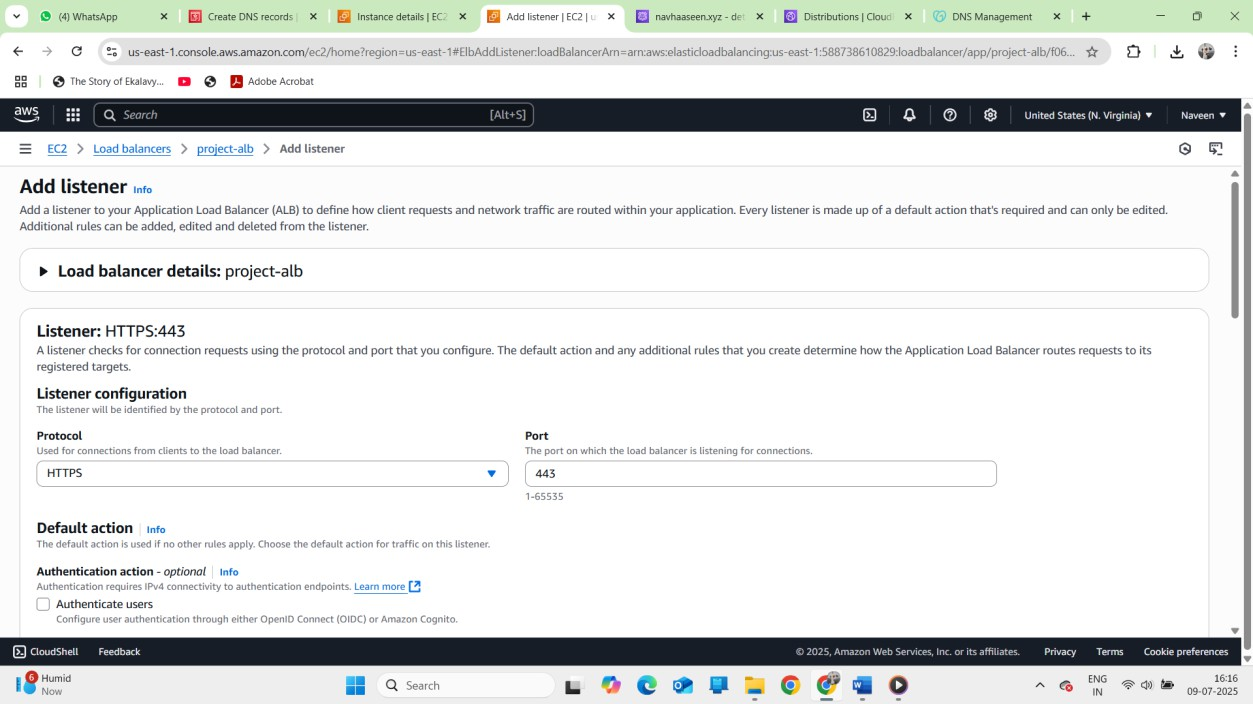 (4) WhatsApp
Create DNS records |
Instance details | EC2
Add listener | EC2 | us
navhaaseen.xyz - det
Distributions | Cloud
DNS Management
us-east-1.console.aws.amazon.com/ec2/home?region=us-east-1#ElbAddListener:loadBalancerArn=arn:aws:elasticloadbalancing:us-east-1:588738610829:loadbalancer/app/project-alb/f06...
The Story of Ekalavy...
Adobe Acrobat
aws
Search
[Alt+S]
United States (N. Virginia)
Naveen
EC2
Load balancers
project-alb
Add listener
Add listener Info
Add a listener to your Application Load Balancer (ALB) to define how client requests and network traffic are routed within your application. Every listener is made up of a default action that's required and can only be edited.
Additional rules can be added, edited and deleted from the listener.
Load balancer details: project-alb
Listener: HTTPS:443
A listener checks for connection requests using the protocol and port that you configure. The default action and any additional rules that you create determine how the Application Load Balancer routes requests to its
registered targets.
Listener configuration
The listener will be identified by the protocol and port.
Protocol
Used for connections from clients to the load balancer.
HTTPS
Port
The port on which the load balancer is listening for connections.
443
1-65535
Default action Info
The default action is used if no other rules apply. Choose the default action for traffic on this listener.
Authentication action - optional Info
Authentication requires IPv4 connectivity to authentication endpoints. Learn more
Authenticate users
Configure user authentication through either OpenID Connect (OIDC) or Amazon Cognito.
CloudShell
Feedback
© 2025, Amazon Web Services, Inc. or its affiliates.
Privacy
Terms
Cookie preferences
6
Humid
Now
Search
ENG
IN
16:16
09-07-2025